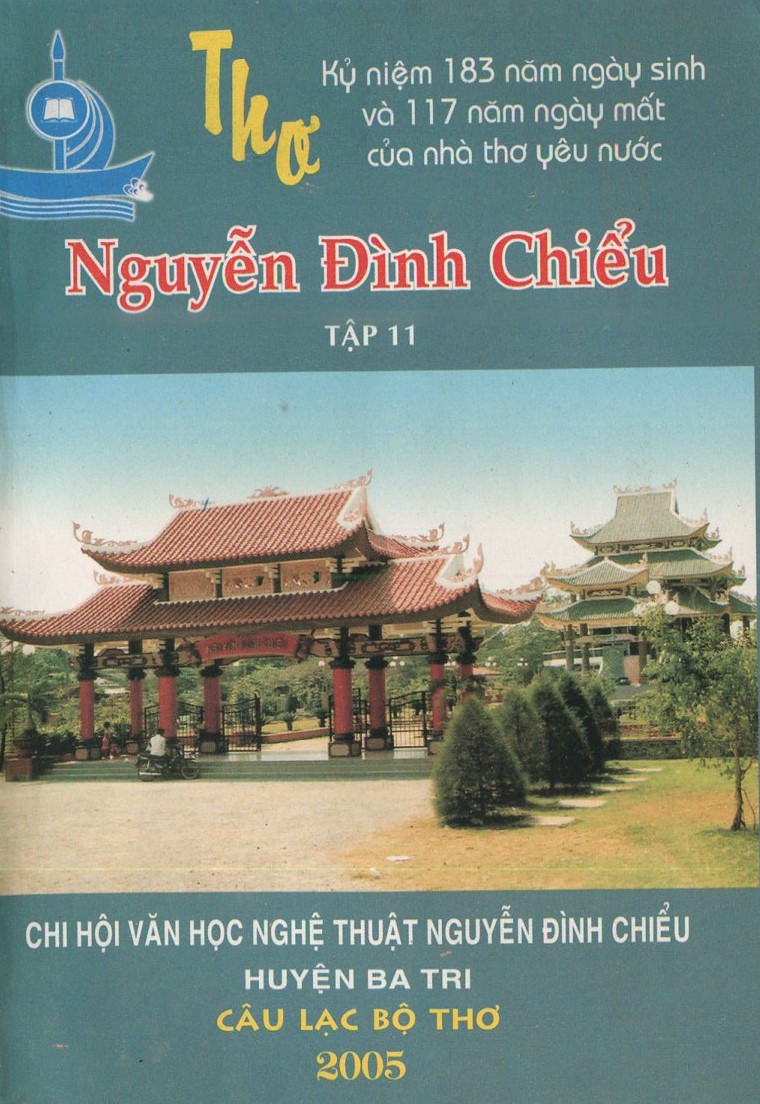 Thơ
Kỷ niệm 183 năm ngày sinh
và 117 năm ngày mất
của nhà thơ yêu nước
Nguyễn Đình Chiểu
TẬP 11
CHI HỘI VĂN HỌC NGHỆ THUẬT NGUYỄN ĐÌNH CHIỂU
HUYỆN BA TRI
CÂU LẠC BỘ THƠ
2005